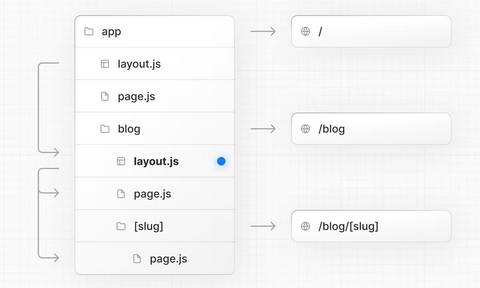 app
/
layout.js
page.js
blog
/blog
layout.js
page.js
[slug]
/blog/[slug]
page.js